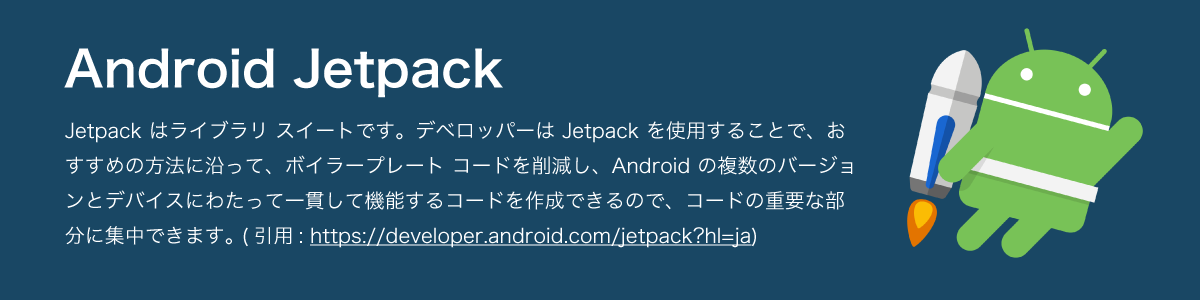 Android Jetpack
Jetpack はライブラリ スイートです。デベロッパーは Jetpack を使用することで、お
すすめの方法に沿って、ボイラープレート コードを削減し、Android の複数のバージョ
ンとデバイスにわたって一貫して機能するコードを作成できるので、コードの重要な部
分に集中できます。( 引用 : https://developer.android.com/jetpack?hl=ja)